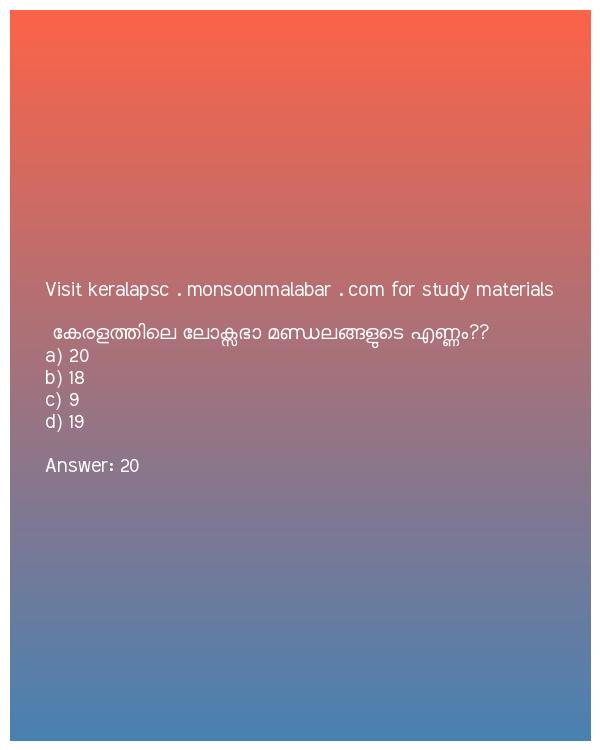 Visit keralapsc . monsoonmalabar . com for study materials
കേരളത്തിലെ ലോക്സഭാ മണ്ഡലങ്ങളുടെ എണ്ണം??
a) 20
b) 18
c) 9
d) 19
Answer: 20